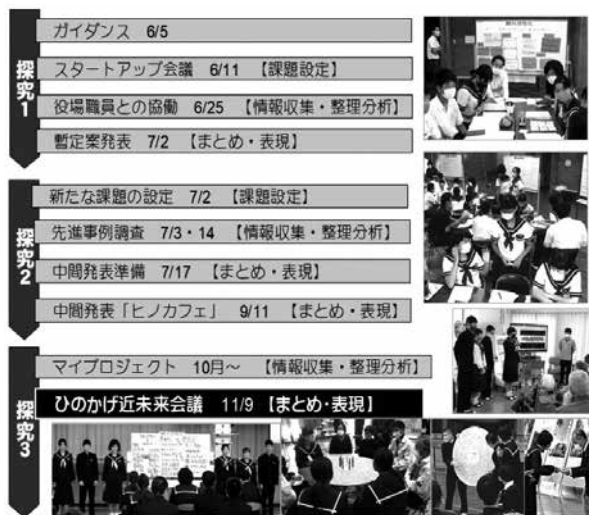 探究1
ガイダンス 6/5
スタートアップ会議 6/11 【課題設定】
役場職員との協働 6/25 【情報収集・整理分析】
暫定案発表 7/2 【まとめ・表現】
探究2
新たな課題の設定 7/2 【課題設定】
先進事例調査 7/3・14 【情報収集・整理分析】
中間発表準備 7/17 【まとめ・表現】
中間発表「ヒノカフェ」 9/11 【まとめ・表現】
探究3
マイプロジェクト 10月~ 【情報収集・整理分析】
ひのかげ近未来会議 11/9 【まとめ・表現】